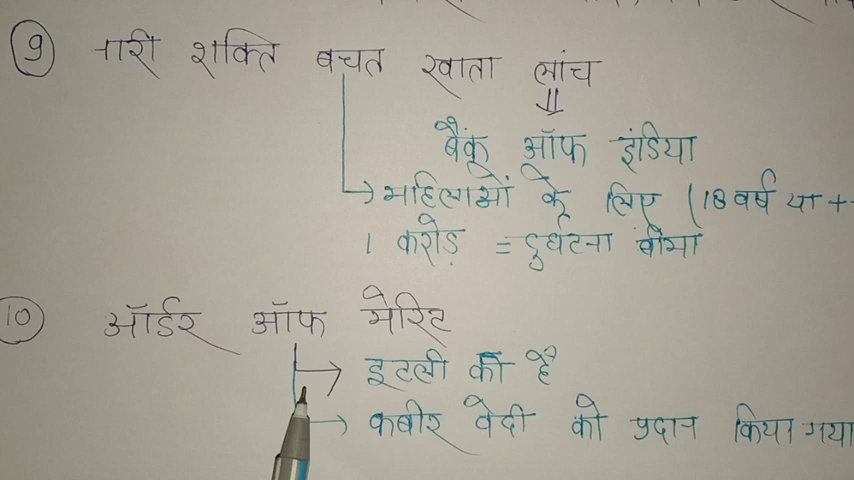 9 नारी शक्ति बचत खाता लांच
बैंक ऑफ इंडिया
महिलाओं के लिए (18 वर्ष या +
1 करोड़ = दुर्घटना बीमा
10 ऑर्डर ऑफ मेरिट
इटली का है
कबीर वेदी को प्रदान किया गया